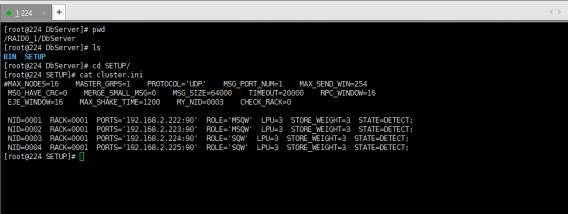 1 224 +
[root@224 DbServer]# pwd
/RAID0_1/DbServer
[root@224 DbServer]# ls
BIN SETUP
[root@224 DbServer]# cd SETUP/
[root@224 SETUP]# cat cluster.ini
#MAX_NODES=16 MASTER_GRPS=1 PROTOCOL='UDP' MSG_PORT_NUM=1 MAX_SEND_WIN=254
MSG_HAVE_CRC=0 MERGE_SMALL_MSG=0 MSG_SIZE=64000 TIMEOUT=20000 RPC_WINDOW=16
EJE_WINDOW=16 MAX_SHAKE_TIME=1200 MY_NID=0003 CHECK_RACK=0
NID=0001 RACK=0001 PORTS='192.168.2.222:90' ROLE='MSQW' LPU=3 STORE_WEIGHT=3 STATE=DETECT;
NID=0002 RACK=0001 PORTS='192.168.2.223:90' ROLE='MSQW' LPU=3 STORE_WEIGHT=3 STATE=DETECT;
NID=0003 RACK=0001 PORTS='192.168.2.224:90' ROLE='SQW' LPU=3 STORE_WEIGHT=3 STATE=DETECT;
NID=0004 RACK=0001 PORTS='192.168.2.225:90' ROLE='SQW' LPU=3 STORE_WEIGHT=3 STATE=DETECT;
[root@224 SETUP]#